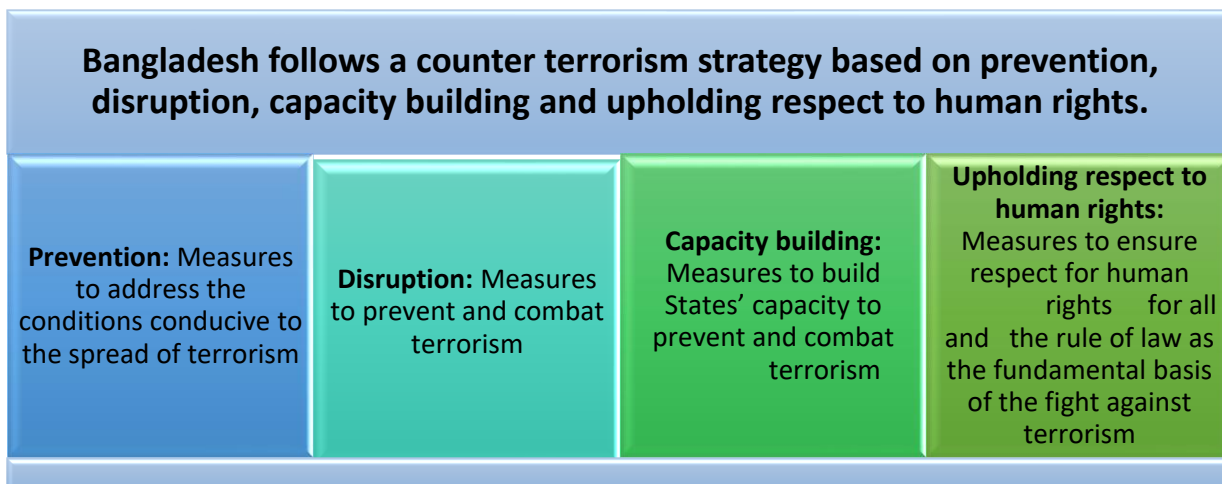 Bangladesh follows a counter terrorism strategy based on prevention,
disruption, capacity building and upholding respect to human rights.
Prevention: Measures
to address the
conditions conducive to
the spread of terrorism
Disruption: Measures
to prevent and combat
terrorism
Capacity building:
Measures to build
States’ capacity to
prevent and combat
terrorism
Upholding respect to
human rights:
Measures to ensure
respect for human
rights for all
and the rule of law as
the fundamental basis
of the fight against
terrorism